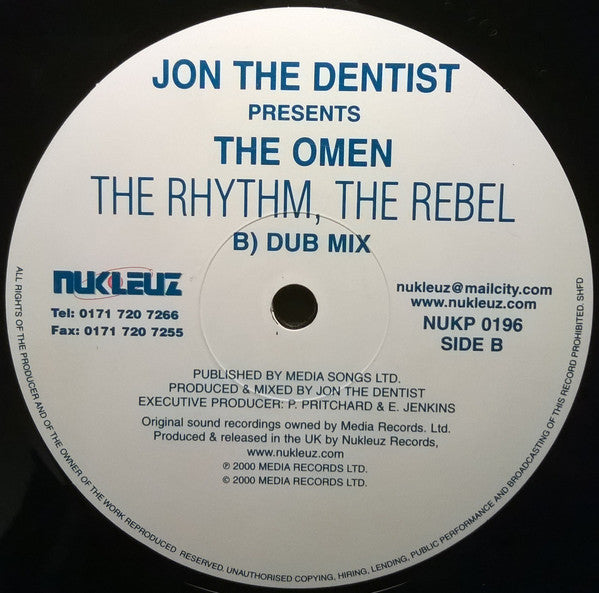 JON THE DENTIST
PRESENTS
THE OMEN
THE RHYTHM, THE REBEL
B) DUB MIX
NUKLEUZ
Tel: 0171 720 7266
Fax: 0171 720 7255
nukleuz@mailcity.com
www.nukleuz.com
NUKP 0196
SIDE B
PUBLISHED BY MEDIA SONGS LTD.
PRODUCED & MIXED BY JON THE DENTIST
EXECUTIVE PRODUCER: P. PRITCHARD & E. JENKINS
Original sound recordings owned by Media Records. Ltd.
Produced & released in the UK by Nukleuz Records,
www.nukleuz.com
℗ 2000 MEDIA RECORDS LTD.
© 2000 MEDIA RECORDS LTD.
ALL RIGHTS OF THE PRODUCER AND OF THE OWNER OF THE WORK REPRODUCED RESERVED. UNAUTHORISED COPYING, HIRING, LENDING, PUBLIC PERFORMANCE AND BROADCASTING OF THIS RECORD PROHIBITED. SHFD